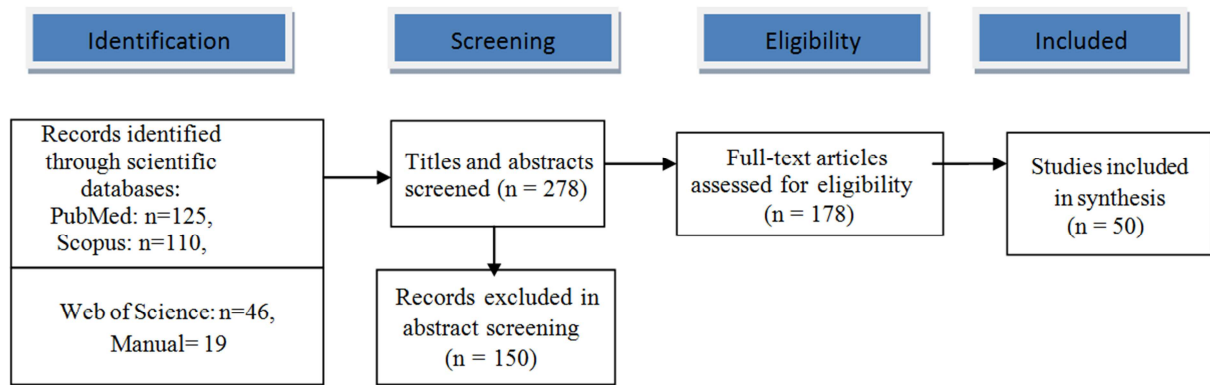 Identification
Screening
Eligibility
Included
Records identified
through scientific
databases:
PubMed: n=125,
Scopus: n=110,
Web of Science: n=46,
Manual= 19
Titles and abstracts
screened (n = 278)
Records excluded in
abstract screening
(n = 150)
Full-text articles
assessed for eligibility
(n = 178)
Studies included
in synthesis
(n = 50)